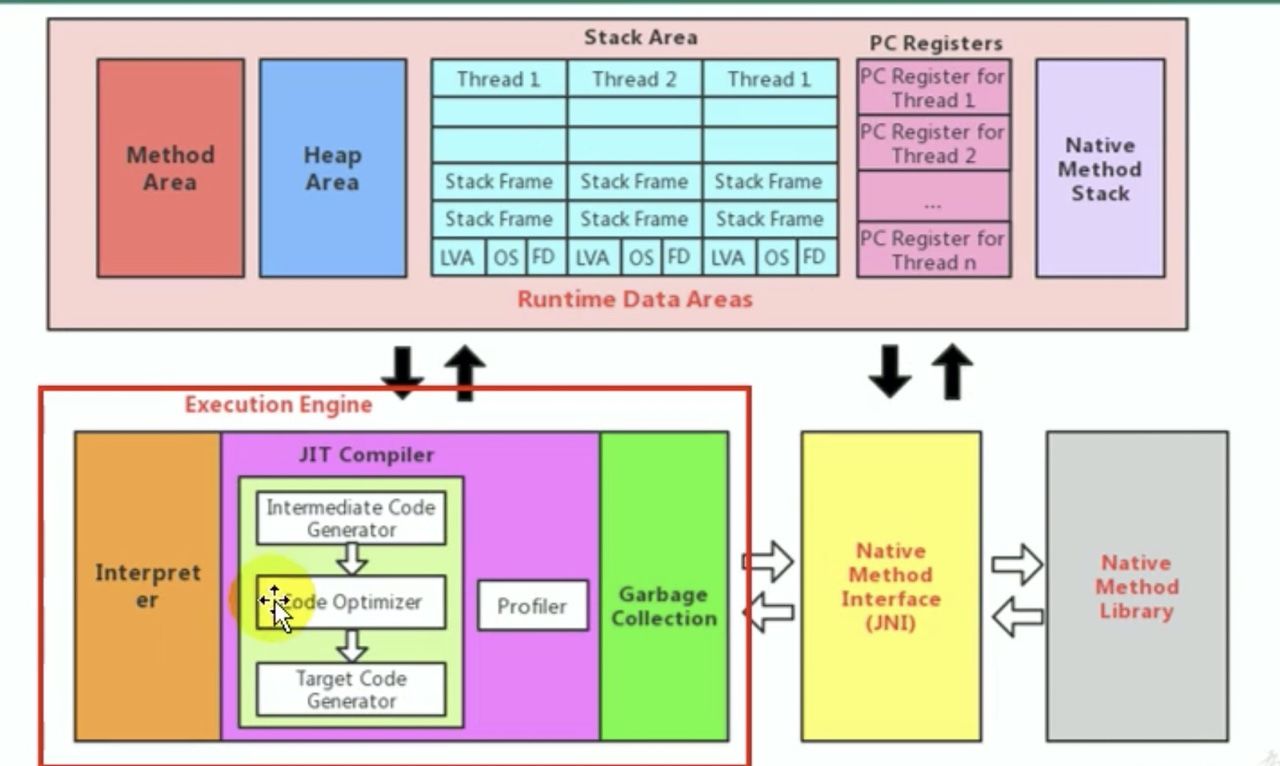 Stack Area
PC Registers
Method
Area
Heap
Area
Thread 1
Thread 2
Thread 1
Stack Frame
Stack Frame
Stack Frame
Stack Frame
Stack Frame
Stack Frame
LVA
OS
FD
LVA
OS
FD
LVA
OS
FD
PC Register for
Thread 1
PC Register for
Thread 2
...
PC Register for
Thread n
Native
Method
Stack
Runtime Data Areas
Execution Engine
Interpret
er
JIT Compiler
Intermediate Code
Generator
Code Optimizer
Target Code
Generator
Profiler
Garbage
Collection
Native
Method
Interface
(JNI)
Native
Method
Library